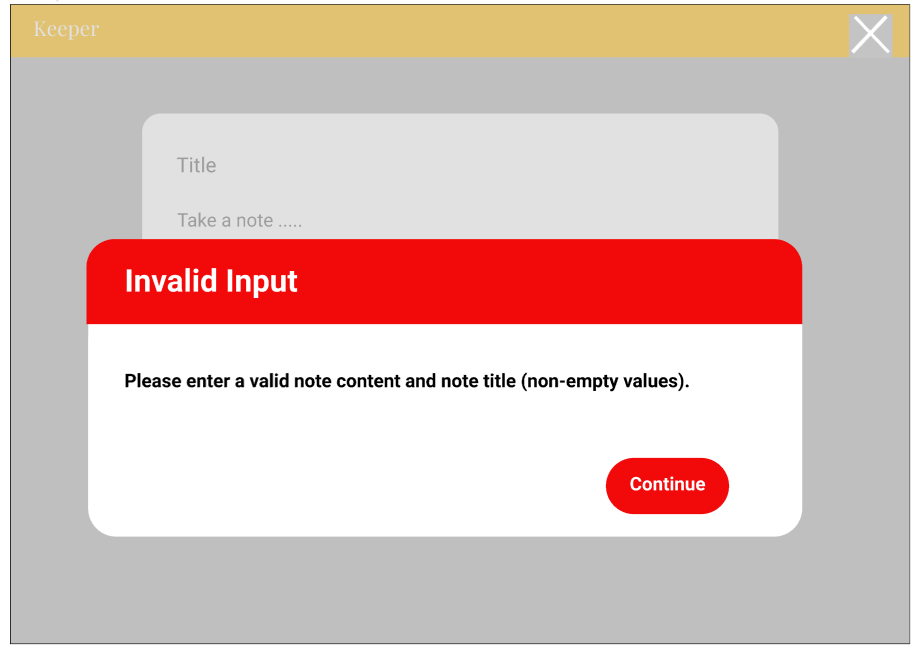 Keeper
Title
Take a note .....
Invalid Input
Please enter a valid note content and note title (non-empty values).
Continue